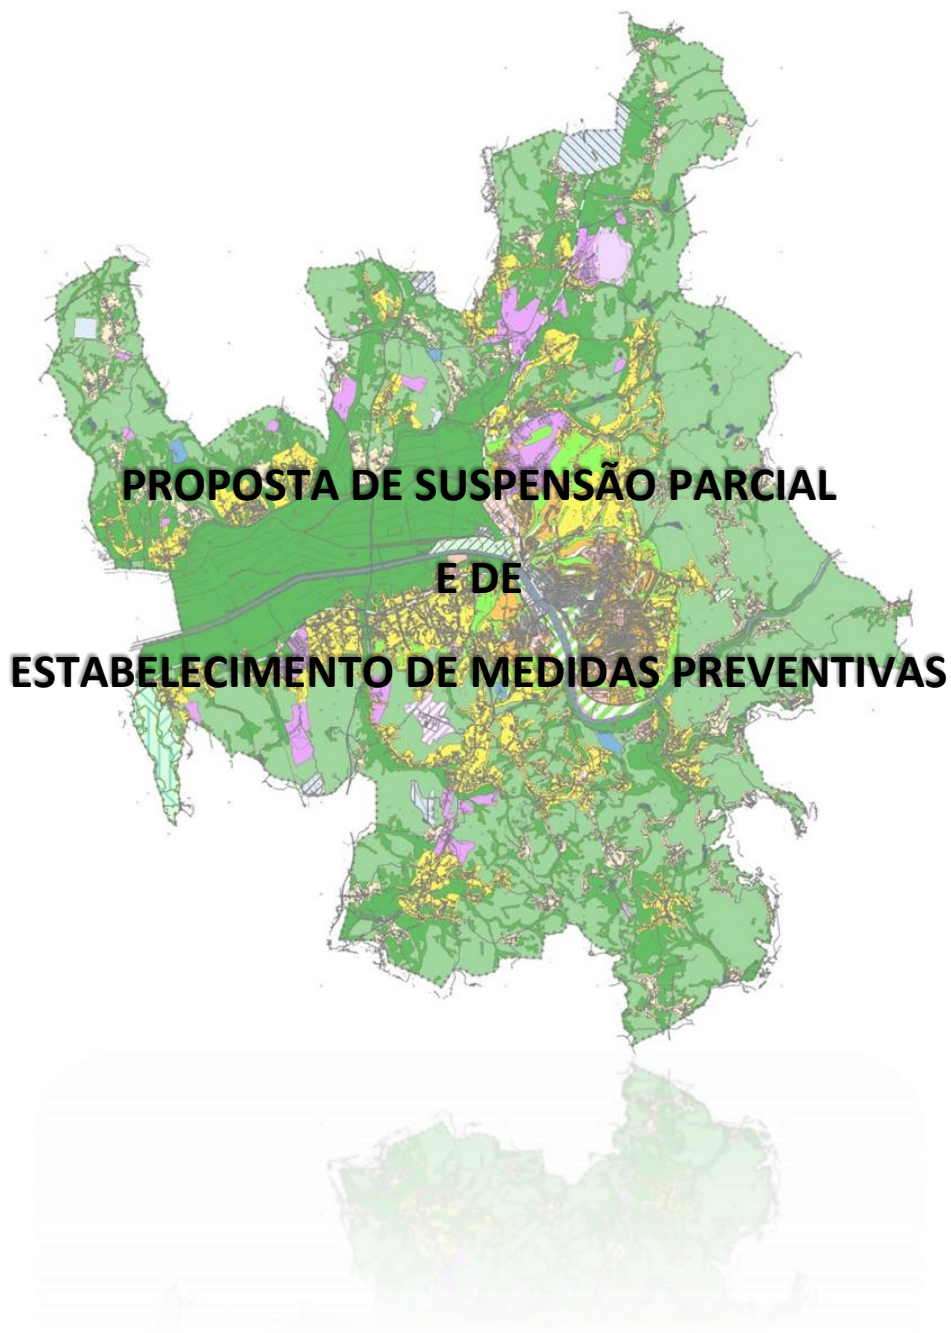 PROPOSTA DE SUSPENSÃO PARCIAL
E DE
ESTABELECIMENTO DE MEDIDAS PREVENTIVAS